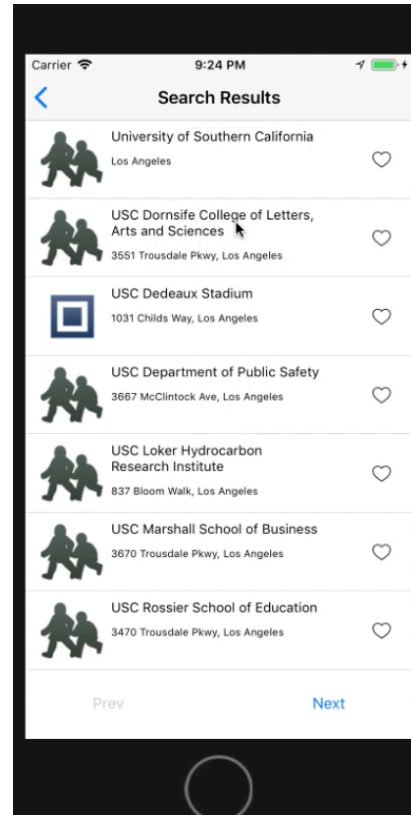 Carrier
9:24 PM
Search Results
University of Southern California
Los Angeles
USC Dornsife College of Letters,
Arts and Sciences
3551 Trousdale Pkwy, Los Angeles
USC Dedeaux Stadium
1031 Childs Way, Los Angeles
USC Department of Public Safety
3667 McClintock Ave, Los Angeles
USC Loker Hydrocarbon
Research Institute
837 Bloom Walk, Los Angeles
USC Marshall School of Business
3670 Trousdale Pkwy, Los Angeles
USC Rossier School of Education
3470 Trousdale Pkwy, Los Angeles
Prev
Next